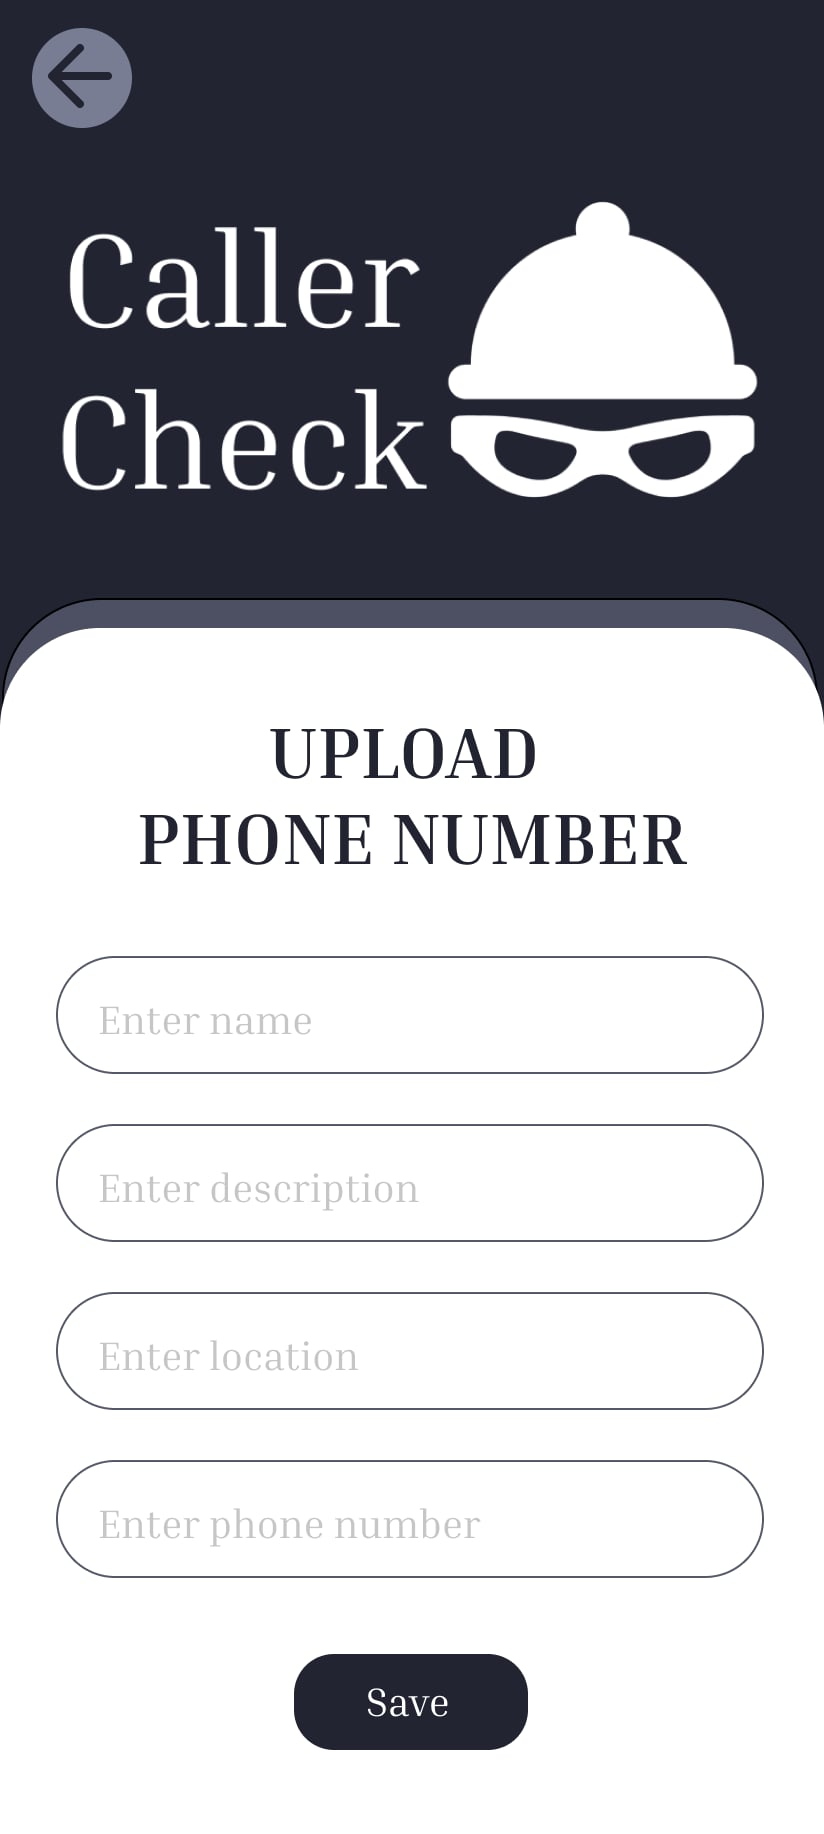 Caller
Check
UPLOAD
PHONE NUMBER
Enter name
Enter description
Enter location
Enter phone number
Save